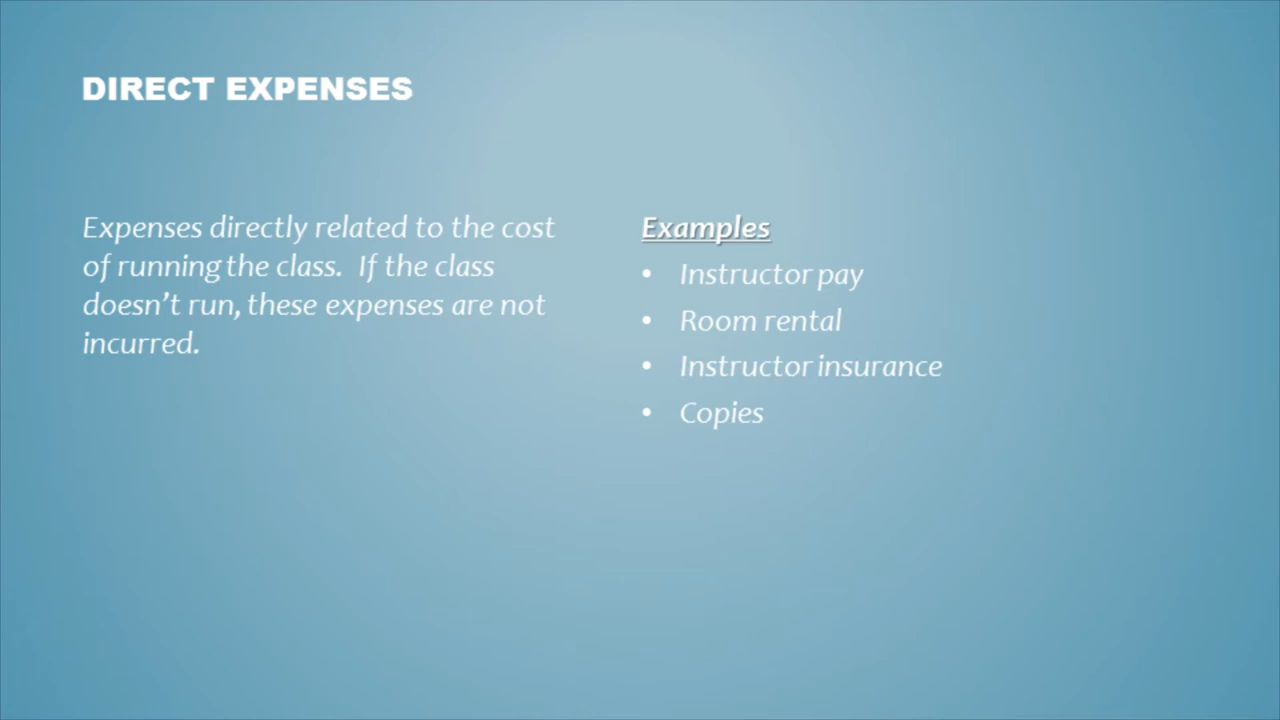 DIRECT EXPENSES
Expenses directly related to the cost
of running the class.  If the class
doesn’t run, these expenses are not
incurred.
Examples
• Instructor pay
• Room rental
• Instructor insurance
• Copies